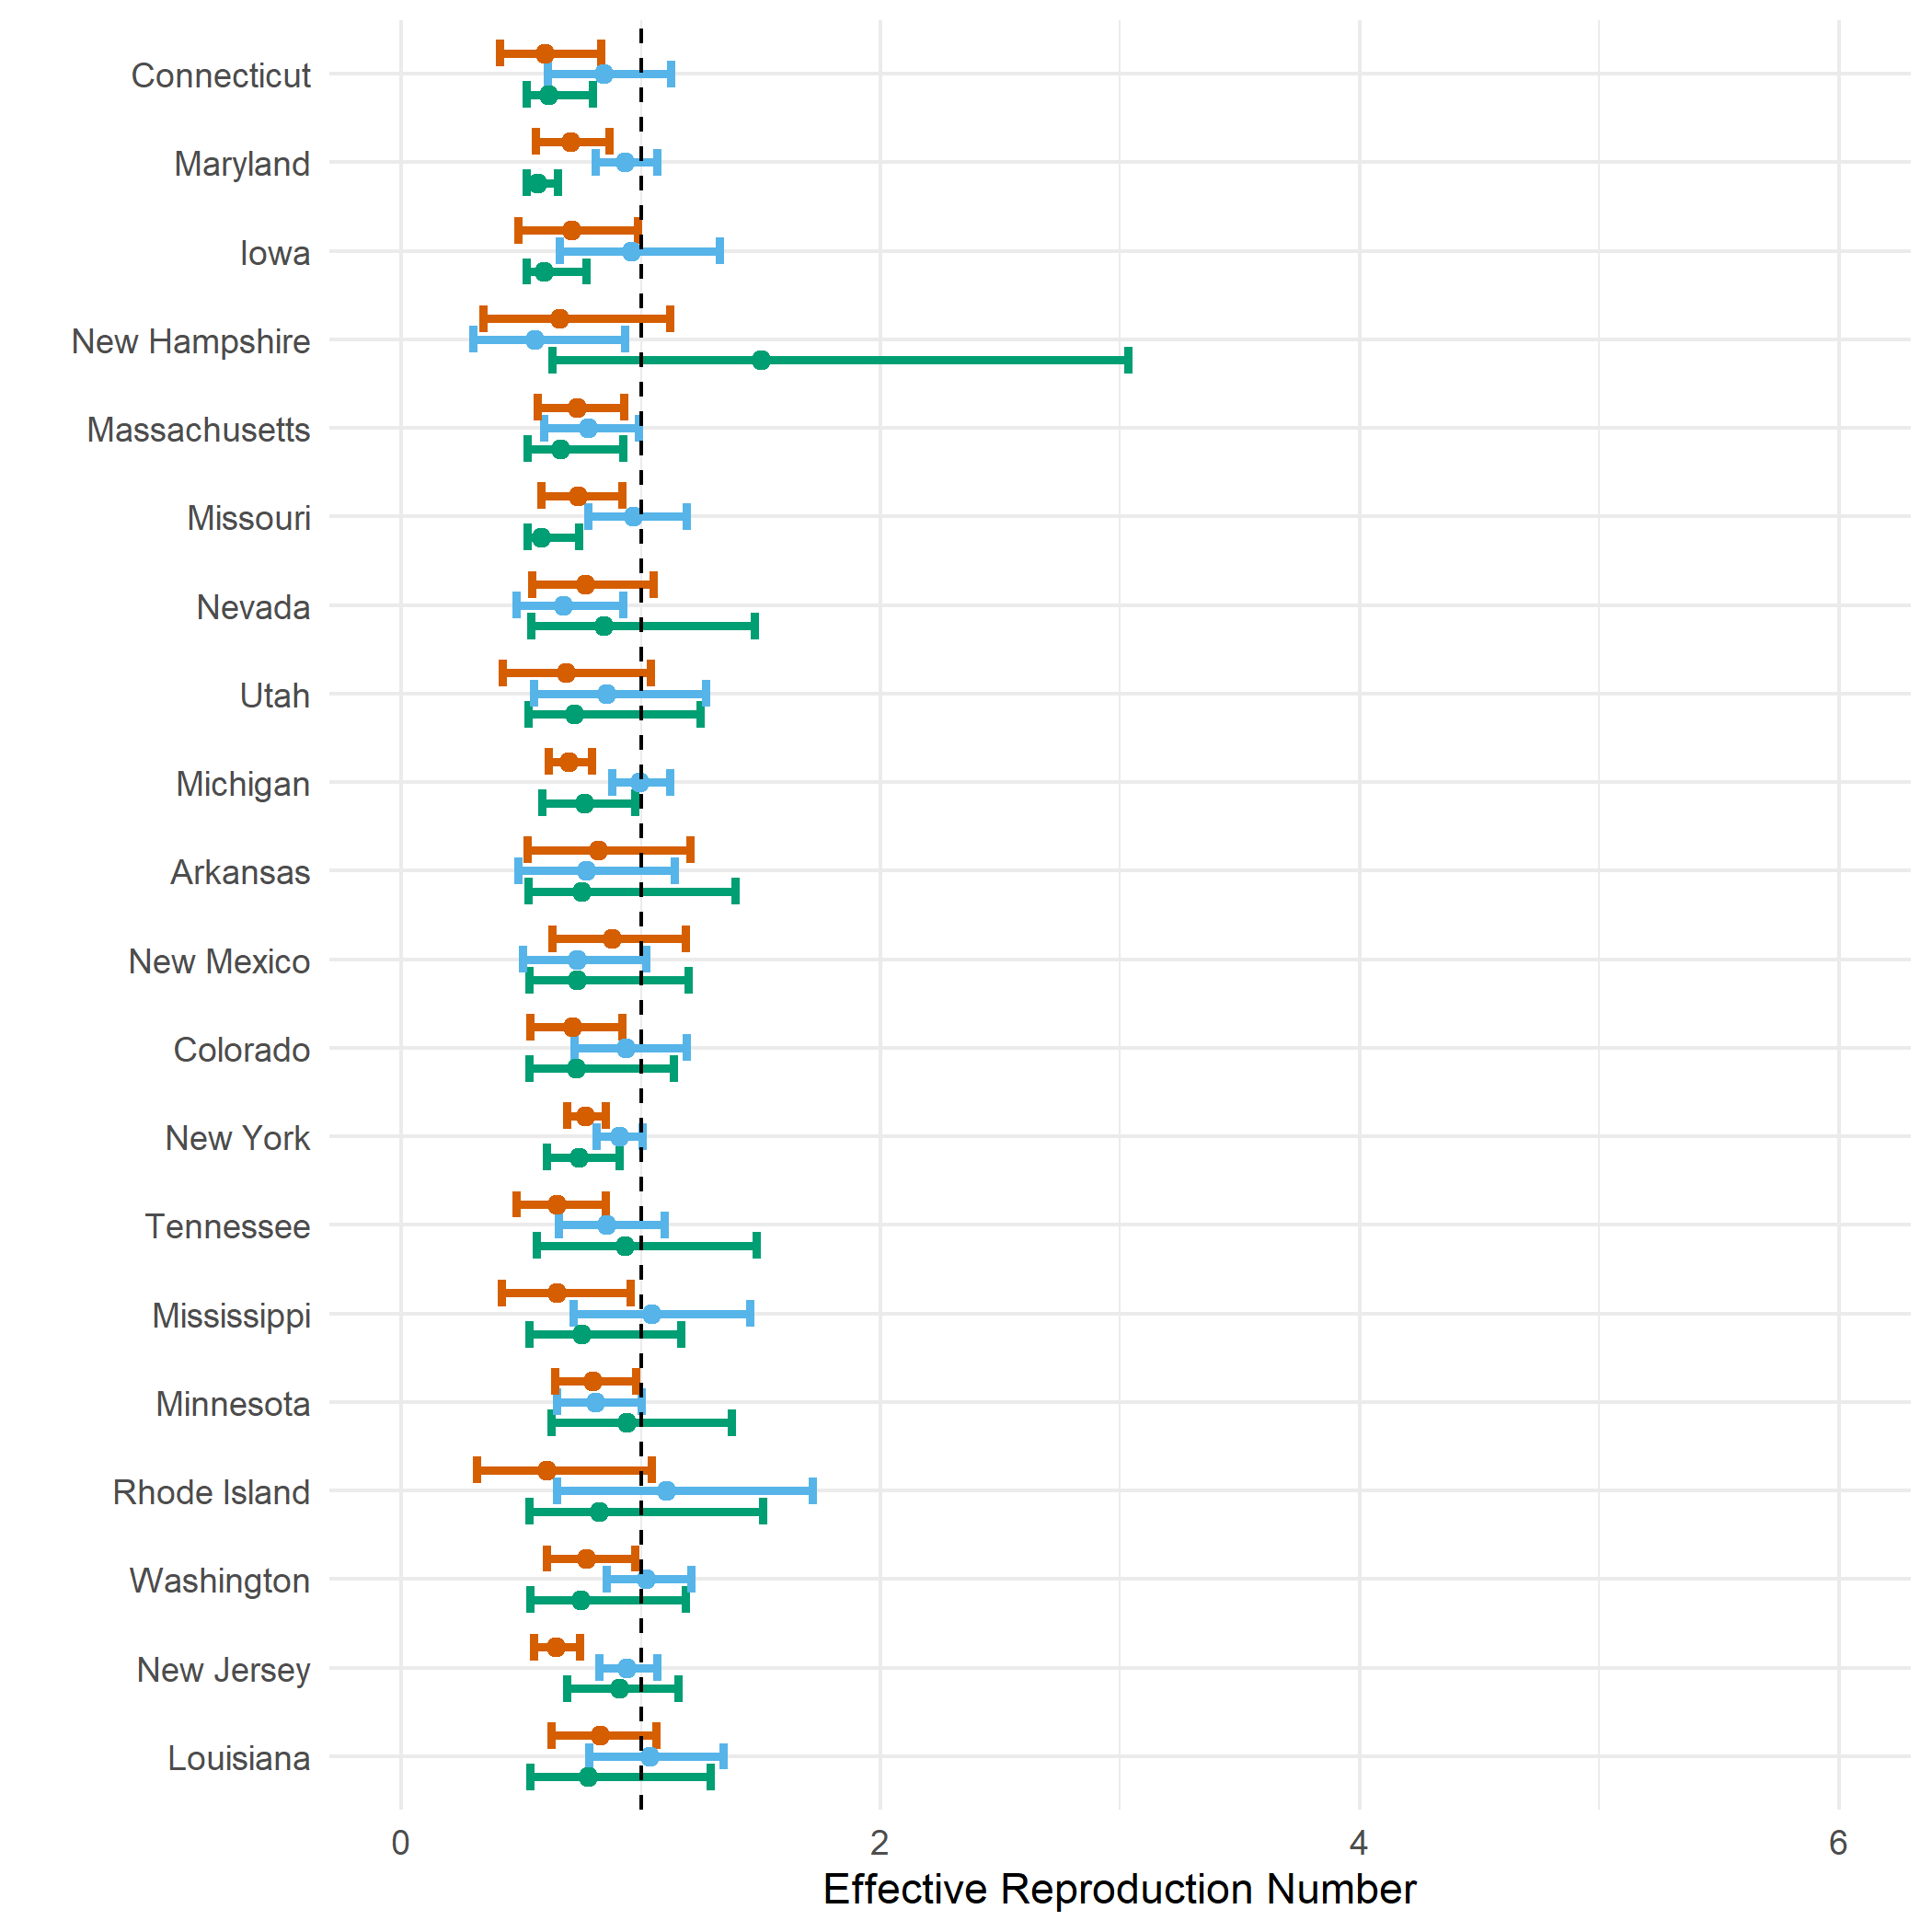 Connecticut
Maryland
Iowa
New Hampshire
Massachusetts
Missouri
Nevada
Utah
Michigan
Arkansas
New Mexico
Colorado
New York
Tennessee
Mississippi
Minnesota
Rhode Island
Washington
New Jersey
Louisiana
0 2 4 6
Effective Reproduction Number